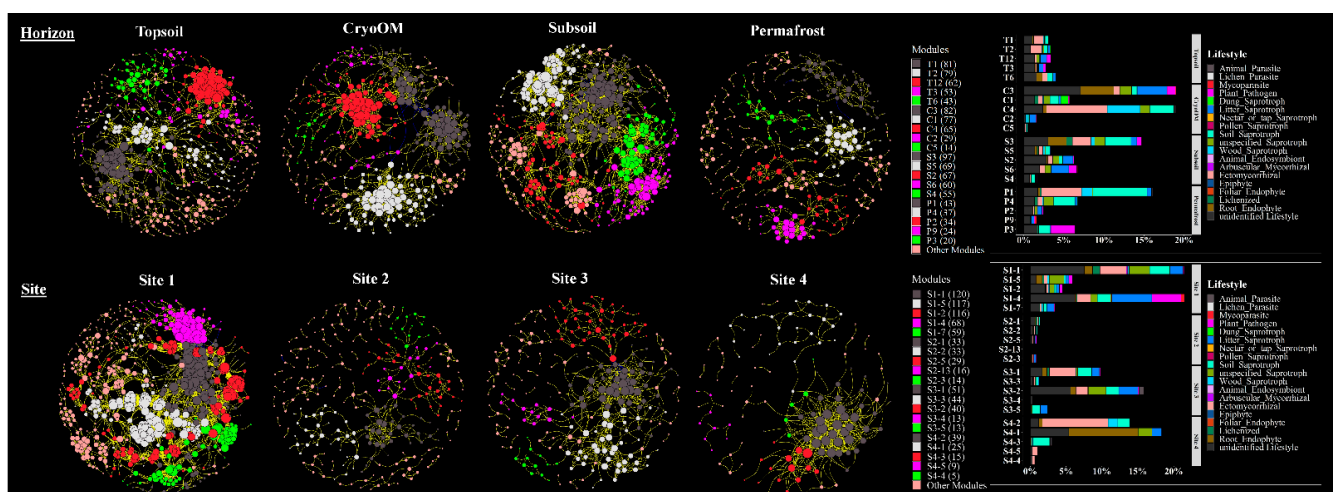 Horizon
Topsoil
CryoOM
Subsoil
Permafrost
Modules
T1 (81)
T2 (79)
T12 (62)
T3 (53)
T6 (43)
C3 (82)
C1 (77)
C4 (65)
C2 (29)
C5 (14)
S3 (97)
S5 (69)
S2 (67)
S6 (60)
S4 (55)
P1 (43)
P4 (37)
P2 (34)
P9 (24)
P3 (20)
Other Modules
T1
T2
T12
T3
T6
C3
C1
C4
C2
C5
S3
S5
S2
S6
S4
P1
P4
P2
P9
P3
0% 5% 10% 15% 20%
Topsoil
CryoOM
Subsoil
Permafrost
Lifestyle
Animal_Parasite
Lichen_Parasite
Mycoparasite
Plant_Pathogen
Dung_Saprotroph
Litter_Saprotroph
Nectar or tap Saprotroph
Pollen_Saprotroph
Soil_Saprotroph
unspecified_Saprotroph
Wood_Saprotroph
Animal_Endosymbiont
Arbuscular_Mycorrhizal
Ectomycorrhizal
Epiphyte
Foliar_Endophyte
Lichenized
Root_Endophyte
unidentified Lifestyle
Site
Site 1
Site 2
Site 3
Site 4
Modules
S1-1 (120)
S1-5 (117)
S1-2 (116)
S1-4 (68)
S1-7 (59)
S2-1 (33)
S2-2 (33)
S2-5 (29)
S2-13 (16)
S2-3 (14)
S3-1 (51)
S3-3 (44)
S3-2 (40)
S3-4 (13)
S3-5 (13)
S4-2 (39)
S4-1 (25)
S4-3 (15)
S4-5 (9)
S4-4 (5)
Other Modules
S1-1
S1-5
S1-2
S1-4
S1-7
S2-1
S2-2
S2-5
S2-13
S2-3
S3-1
S3-3
S3-2
S3-4
S3-5
S4-2
S4-1
S4-3
S4-5
S4-4
0% 5% 10% 15% 20%
Site 1
Site 2
Site 3
Site 4
Lifestyle
Animal_Parasite
Lichen_Parasite
Mycoparasite
Plant_Pathogen
Dung_Saprotroph
Litter_Saprotroph
Nectar or tap Saprotroph
Pollen_Saprotroph
Soil_Saprotroph
unspecified_Saprotroph
Wood_Saprotroph
Animal_Endosymbiont
Arbuscular_Mycorrhizal
Ectomycorrhizal
Epiphyte
Foliar_Endophyte
Lichenized
Root_Endophyte
unidentified Lifestyle